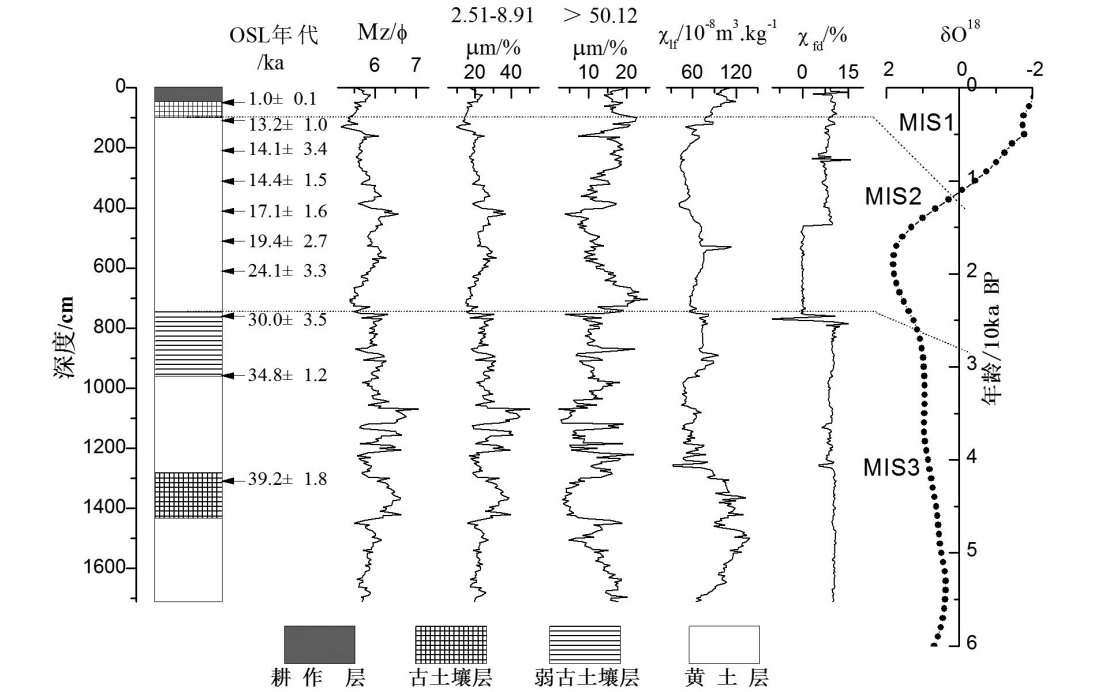 OSL年代
/ka
Mz/ϕ
2.51-8.91
μm/%
> 50.12
μm/%
χlf/10⁻⁸m³.kg⁻¹
χfd/%
δO¹⁸
6 7
20 40
10 20
60 120
0 15
2 0 -2
0
200
400
600
800
1000
1200
1400
1600
深度/cm
1.0± 0.1
13.2± 1.0
14.1± 3.4
14.4± 1.5
17.1± 1.6
19.4± 2.7
24.1± 3.3
30.0± 3.5
34.8± 1.2
39.2± 1.8
MIS1
MIS2
MIS3
0
1
2
3
4
5
6
年龄/10ka BP
耕 作 层
古土壤层
弱古土壤层
黄 土 层